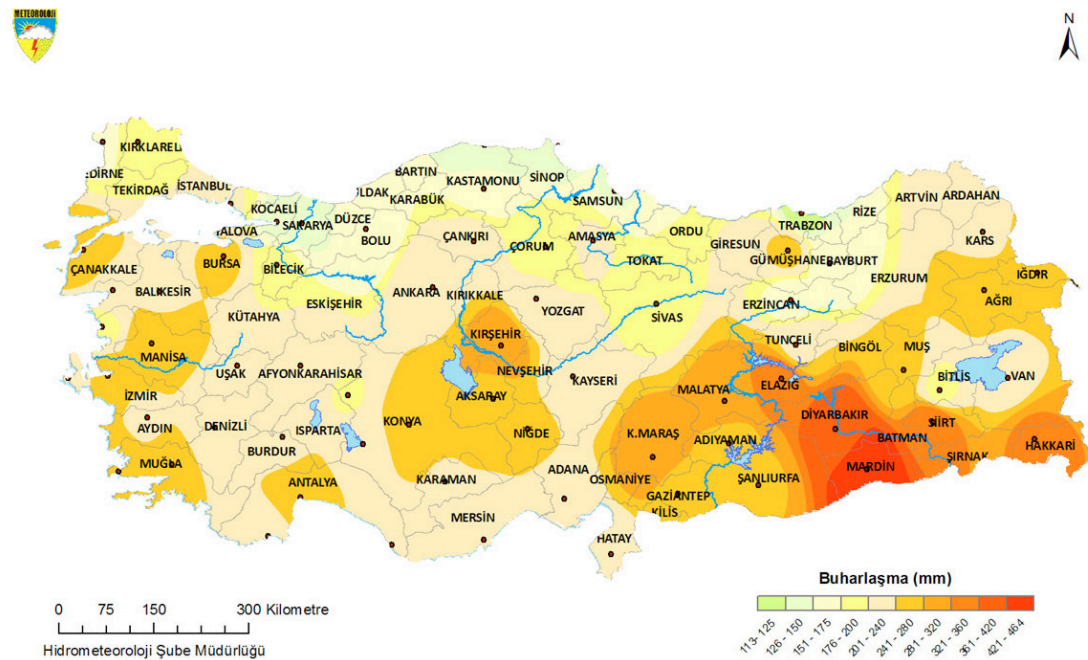 METEOROLOJİ
N
KIRKLARELİ
EDİRNE
TEKİRDAĞ
İSTANBUL
KOCAELİ
YALOVA
SAKARYA
DÜZCE
BOLU
BARTIN
ZONGULDAK
KARABÜK
KASTAMONU
SİNOP
SAMSUN
ÇANKIRI
ÇORUM
AMASYA
TOKAT
ORDU
GİRESUN
TRABZON
RİZE
ARTVİN
ARDAHAN
KARS
GÜMÜŞHANE
BAYBURT
ERZURUM
IĞDIR
AĞRI
ÇANAKKALE
BURSA
BİLECİK
BALIKESİR
ESKİŞEHİR
KÜTAHYA
ANKARA
KIRIKKALE
YOZGAT
SİVAS
ERZİNCAN
TUNCELİ
BİNGÖL
MUŞ
BİTLİS
VAN
KIRŞEHİR
NEVŞEHİR
KAYSERİ
MALATYA
ELAZIĞ
DİYARBAKIR
BATMAN
SİİRT
ŞIRNAK
HAKKARİ
MARDİN
MANİSA
UŞAK
AFYONKARAHİSAR
İZMİR
AYDIN
DENİZLİ
ISPARTA
BURDUR
MUĞLA
ANTALYA
KONYA
AKSARAY
NİĞDE
KARAMAN
MERSİN
ADANA
OSMANİYE
K.MARAŞ
ADIYAMAN
GAZİANTEP
KİLİS
ŞANLIURFA
HATAY
0 75 150 300 Kilometre
Hidrometeoroloji Şube Müdürlüğü
Buharlaşma (mm)
113-125
126 - 150
151 - 175
176 - 200
201 - 240
241 - 280
281 - 320
321 - 360
361 - 420
421 - 464